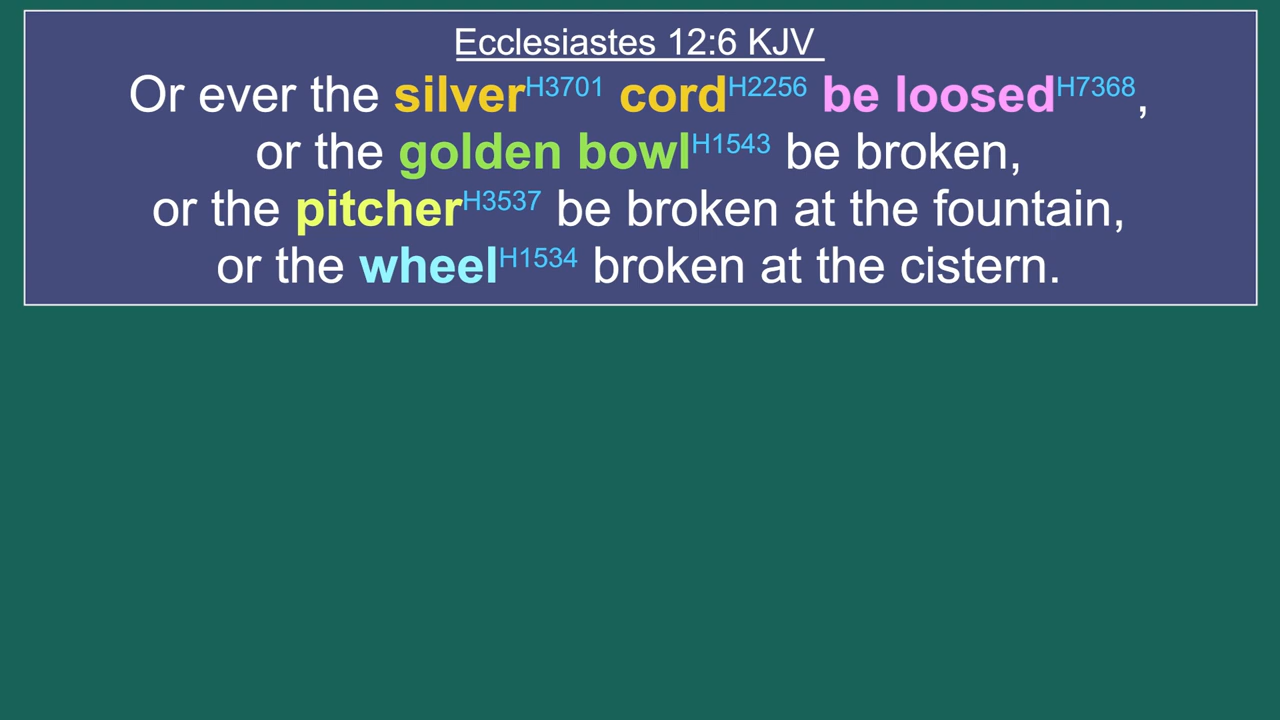 Ecclesiastes 12:6 KJV
Or ever the silverH3701 cordH2256 be loosedH7368,
or the golden bowlH1543 be broken,
or the pitcherH3537 be broken at the fountain,
or the wheelH1534 broken at the cistern.